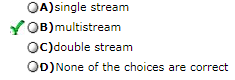 A)single stream
B)multistream
C)double stream
D)None of the choices are correct